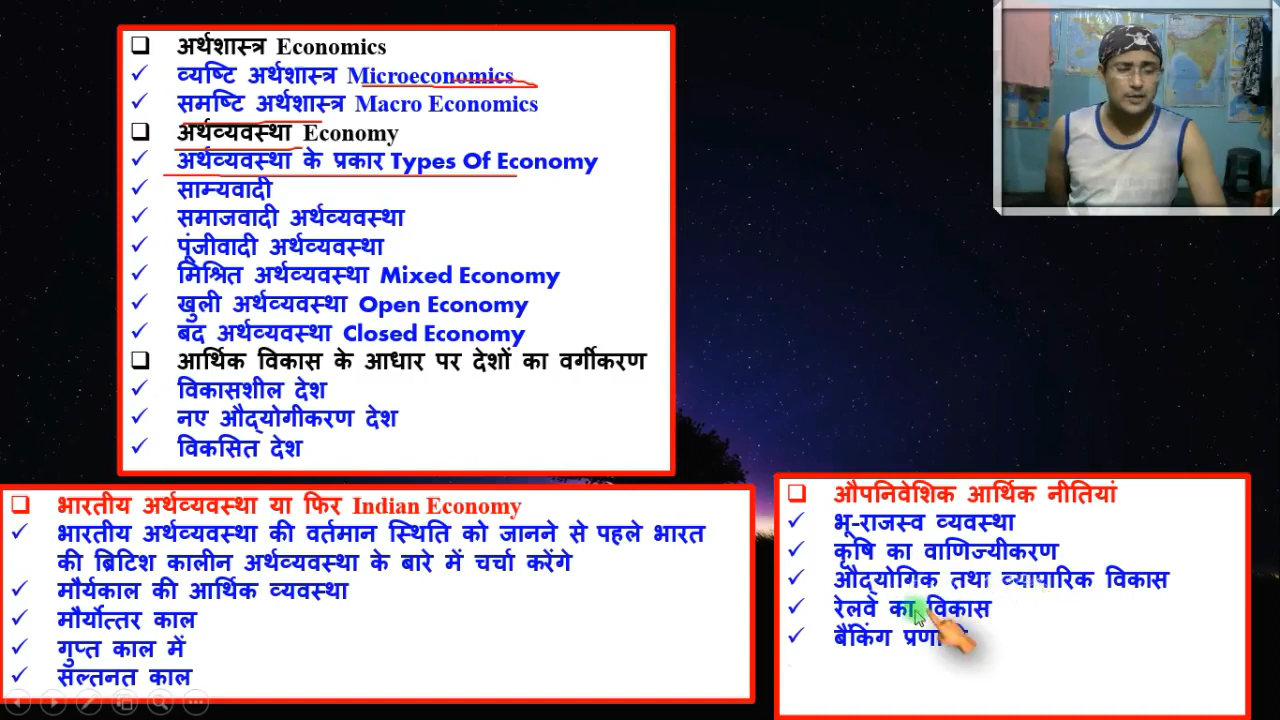 अर्थशास्त्र Economics
व्यष्टि अर्थशास्त्र Microeconomics
समष्टि अर्थशास्त्र Macro Economics
अर्थव्यवस्था Economy
अर्थव्यवस्था के प्रकार Types Of Economy
साम्यवादी
समाजवादी अर्थव्यवस्था
पूंजीवादी अर्थव्यवस्था
मिश्रित अर्थव्यवस्था Mixed Economy
खुली अर्थव्यवस्था Open Economy
बंद अर्थव्यवस्था Closed Economy
आर्थिक विकास के आधार पर देशों का वर्गीकरण
विकासशील देश
नए औद्योगीकरण देश
विकसित देश
भारतीय अर्थव्यवस्था या फिर Indian Economy
भारतीय अर्थव्यवस्था की वर्तमान स्थिति को जानने से पहले भारत
की ब्रिटिश कालीन अर्थव्यवस्था के बारे में चर्चा करेंगे
मौर्यकाल की आर्थिक व्यवस्था
मौर्योत्तर काल
गुप्त काल में
सल्तनत काल
औपनिवेशिक आर्थिक नीतियां
भू-राजस्व व्यवस्था
कृषि का वाणिज्यीकरण
औद्योगिक तथा व्यापारिक विकास
रेलवे का विकास
बैंकिंग